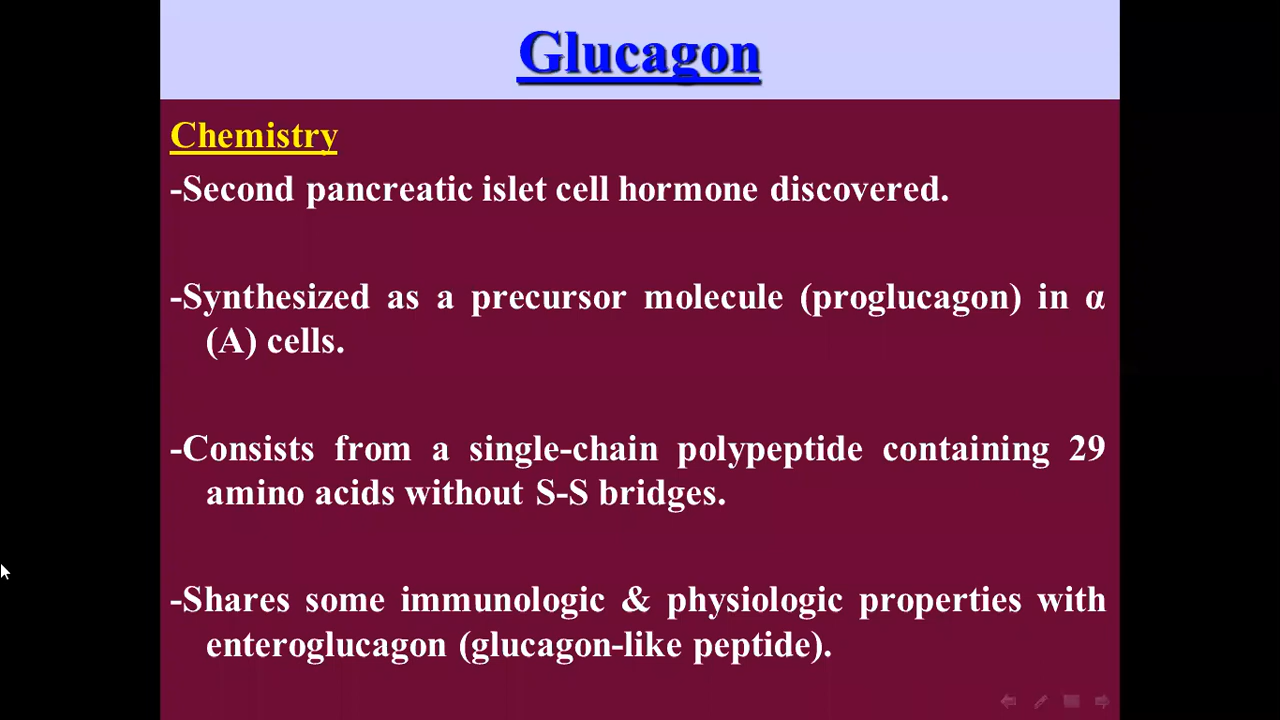 Glucagon
Chemistry
-Second pancreatic islet cell hormone discovered.
-Synthesized as a precursor molecule (proglucagon) in α
(A) cells.
-Consists from a single-chain polypeptide containing 29
amino acids without S-S bridges.
-Shares some immunologic & physiologic properties with
enteroglucagon (glucagon-like peptide).